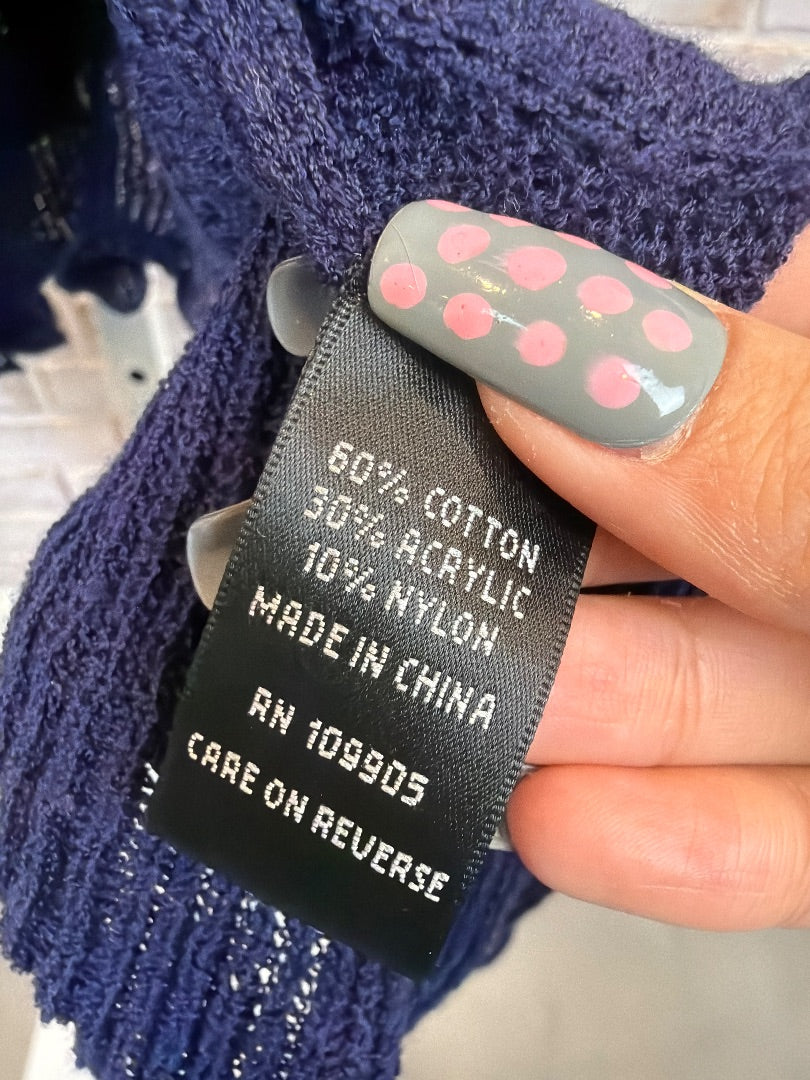 60% COTTON
30% ACRYLIC
10% NYLON
MADE IN CHINA
RN 109905
CARE ON REVERSE